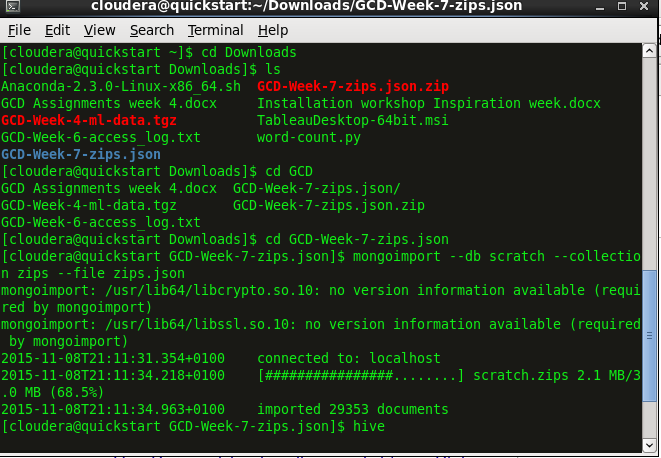 cloudera@quickstart:~/Downloads/GCD-Week-7-zips.json
File Edit View Search Terminal Help
[cloudera@quickstart ~]$ cd Downloads
[cloudera@quickstart Downloads]$ ls
Anaconda-2.3.0-Linux-x86_64.sh  GCD-Week-7-zips.json.zip
GCD Assignments week 4.docx     Installation workshop Inspiration week.docx
GCD-Week-4-ml-data.tgz          TableauDesktop-64bit.msi
GCD-Week-6-access_log.txt       word-count.py
GCD-Week-7-zips.json
[cloudera@quickstart Downloads]$ cd GCD
GCD Assignments week 4.docx  GCD-Week-7-zips.json/
GCD-Week-4-ml-data.tgz       GCD-Week-7-zips.json.zip
GCD-Week-6-access_log.txt
[cloudera@quickstart Downloads]$ cd GCD-Week-7-zips.json
[cloudera@quickstart GCD-Week-7-zips.json]$ mongoimport --db scratch --collectio
n zips --file zips.json
mongoimport: /usr/lib64/libcrypto.so.10: no version information available (requi
red by mongoimport)
mongoimport: /usr/lib64/libssl.so.10: no version information available (required
 by mongoimport)
2015-11-08T21:11:31.354+0100    connected to: localhost
2015-11-08T21:11:34.218+0100    [################........] scratch.zips 2.1 MB/3
.0 MB (68.5%)
2015-11-08T21:11:34.963+0100    imported 29353 documents
[cloudera@quickstart GCD-Week-7-zips.json]$ hive